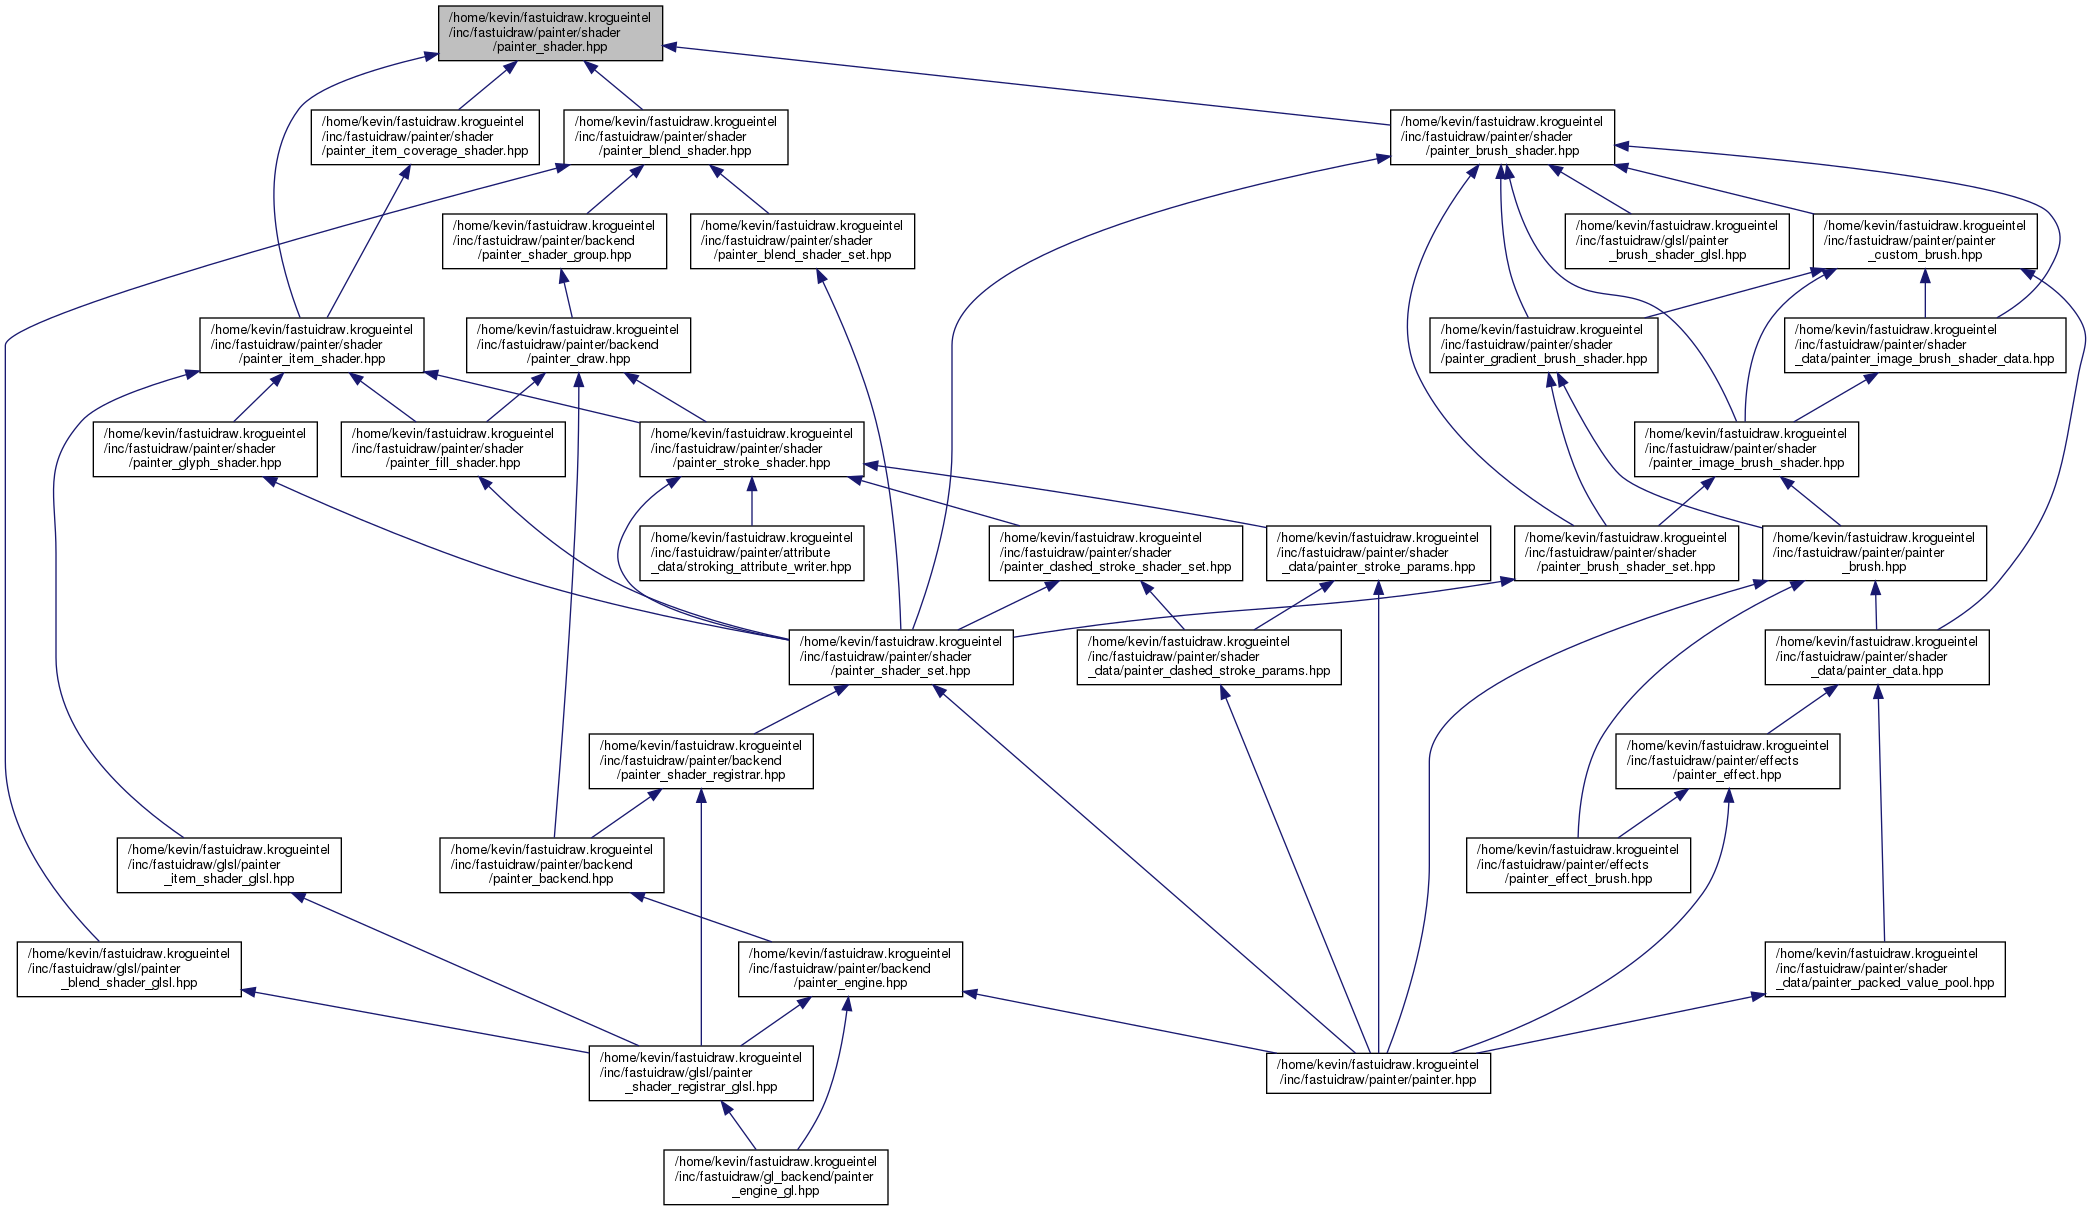 /home/kevin/fastuidraw.krogueintel
/inc/fastuidraw/painter/shader
/painter_shader.hpp
/home/kevin/fastuidraw.krogueintel
/inc/fastuidraw/painter/shader
/painter_item_coverage_shader.hpp
/home/kevin/fastuidraw.krogueintel
/inc/fastuidraw/painter/shader
/painter_blend_shader.hpp
/home/kevin/fastuidraw.krogueintel
/inc/fastuidraw/painter/shader
/painter_brush_shader.hpp
/home/kevin/fastuidraw.krogueintel
/inc/fastuidraw/painter/backend
/painter_shader_group.hpp
/home/kevin/fastuidraw.krogueintel
/inc/fastuidraw/painter/shader
/painter_blend_shader_set.hpp
/home/kevin/fastuidraw.krogueintel
/inc/fastuidraw/glsl/painter
_brush_shader_glsl.hpp
/home/kevin/fastuidraw.krogueintel
/inc/fastuidraw/painter/painter
_custom_brush.hpp
/home/kevin/fastuidraw.krogueintel
/inc/fastuidraw/painter/shader
/painter_item_shader.hpp
/home/kevin/fastuidraw.krogueintel
/inc/fastuidraw/painter/backend
/painter_draw.hpp
/home/kevin/fastuidraw.krogueintel
/inc/fastuidraw/painter/shader
/painter_gradient_brush_shader.hpp
/home/kevin/fastuidraw.krogueintel
/inc/fastuidraw/painter/shader
_data/painter_image_brush_shader_data.hpp
/home/kevin/fastuidraw.krogueintel
/inc/fastuidraw/painter/shader
/painter_glyph_shader.hpp
/home/kevin/fastuidraw.krogueintel
/inc/fastuidraw/painter/shader
/painter_fill_shader.hpp
/home/kevin/fastuidraw.krogueintel
/inc/fastuidraw/painter/shader
/painter_stroke_shader.hpp
/home/kevin/fastuidraw.krogueintel
/inc/fastuidraw/painter/shader
/painter_image_brush_shader.hpp
/home/kevin/fastuidraw.krogueintel
/inc/fastuidraw/painter/attribute
_data/stroking_attribute_writer.hpp
/home/kevin/fastuidraw.krogueintel
/inc/fastuidraw/painter/shader
/painter_dashed_stroke_shader_set.hpp
/home/kevin/fastuidraw.krogueintel
/inc/fastuidraw/painter/shader
_data/painter_stroke_params.hpp
/home/kevin/fastuidraw.krogueintel
/inc/fastuidraw/painter/shader
/painter_brush_shader_set.hpp
/home/kevin/fastuidraw.krogueintel
/inc/fastuidraw/painter/painter
_brush.hpp
/home/kevin/fastuidraw.krogueintel
/inc/fastuidraw/painter/shader
/painter_shader_set.hpp
/home/kevin/fastuidraw.krogueintel
/inc/fastuidraw/painter/shader
_data/painter_dashed_stroke_params.hpp
/home/kevin/fastuidraw.krogueintel
/inc/fastuidraw/painter/shader
_data/painter_data.hpp
/home/kevin/fastuidraw.krogueintel
/inc/fastuidraw/painter/backend
/painter_shader_registrar.hpp
/home/kevin/fastuidraw.krogueintel
/inc/fastuidraw/painter/effects
/painter_effect.hpp
/home/kevin/fastuidraw.krogueintel
/inc/fastuidraw/glsl/painter
_item_shader_glsl.hpp
/home/kevin/fastuidraw.krogueintel
/inc/fastuidraw/painter/backend
/painter_backend.hpp
/home/kevin/fastuidraw.krogueintel
/inc/fastuidraw/painter/effects
/painter_effect_brush.hpp
/home/kevin/fastuidraw.krogueintel
/inc/fastuidraw/glsl/painter
_blend_shader_glsl.hpp
/home/kevin/fastuidraw.krogueintel
/inc/fastuidraw/painter/backend
/painter_engine.hpp
/home/kevin/fastuidraw.krogueintel
/inc/fastuidraw/painter/shader
_data/painter_packed_value_pool.hpp
/home/kevin/fastuidraw.krogueintel
/inc/fastuidraw/glsl/painter
_shader_registrar_glsl.hpp
/home/kevin/fastuidraw.krogueintel
/inc/fastuidraw/painter/painter.hpp
/home/kevin/fastuidraw.krogueintel
/inc/fastuidraw/gl_backend/painter
_engine_gl.hpp